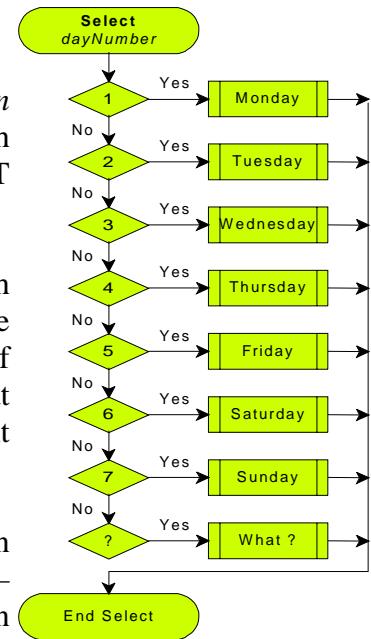 Select
dayNumber
1 Yes Monday
No
2 Yes Tuesday
No
3 Yes Wednesday
No
4 Yes Thursday
No
5 Yes Friday
No
6 Yes Saturday
No
7 Yes Sunday
No
? Yes What ?
End Select